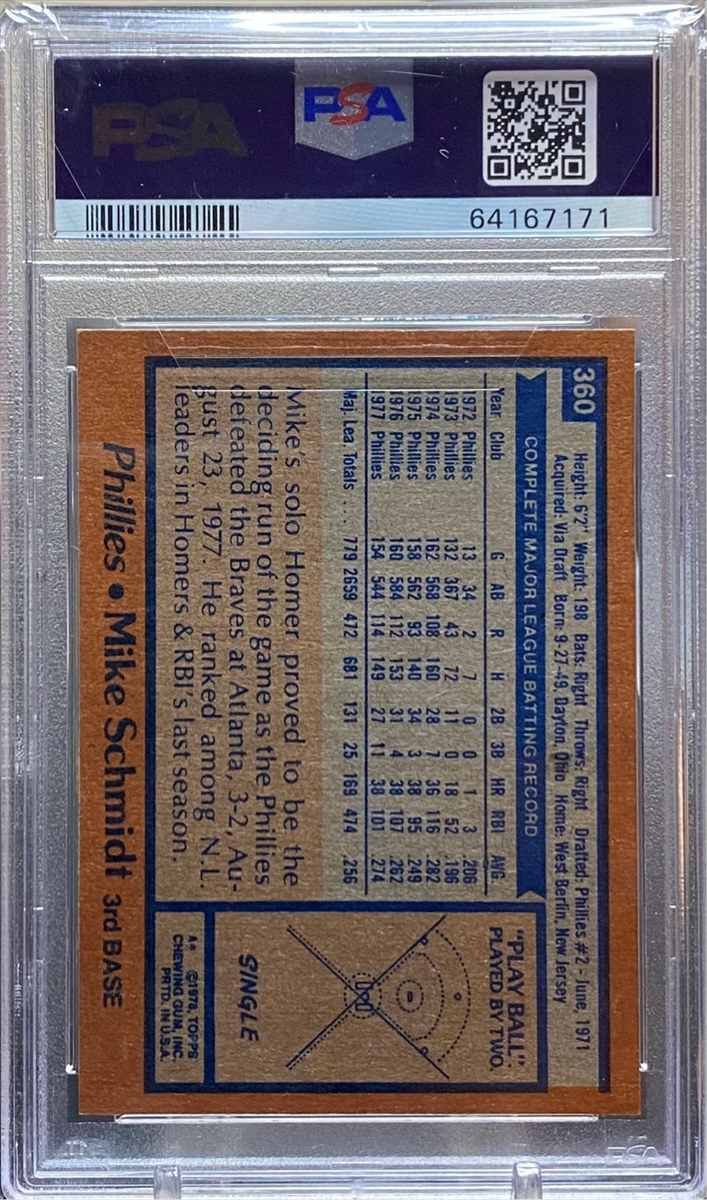 PSA
PSA
64167171
360
Height: 6'2" Weight: 198 Bats: Right Throws: Right Drafted: Phillies #2 - June, 1971
Acquired: Via Draft Born: 9-27-49, Dayton, Ohio Home: West Berlin, New Jersey
COMPLETE MAJOR LEAGUE BATTING RECORD
Year Club G AB R H 2B 3B HR RBI AVG.
1972 Phillies 13 34 2 7 0 0 1 3 .206
1973 Phillies 132 367 43 72 11 0 18 52 .196
1974 Phillies 162 568 108 160 28 7 36 116 .282
1975 Phillies 158 562 93 140 34 3 38 95 .249
1976 Phillies 160 584 112 153 31 4 38 107 .262
1977 Phillies 154 544 114 149 27 11 38 101 .274
Maj. Lea Totals . . . 779 2659 472 681 131 25 169 474 .256
Mike's solo Homer proved to be the
deciding run of the game as the Phillies
defeated the Braves at Atlanta, 3-2, Au-
gust 23, 1977. He ranked among N.L.
leaders in Homers & RBI's last season.
"PLAY BALL"
PLAYED BY TWO.
SINGLE
A* ©1978, TOPPS
CHEWING GUM, INC.
PRTD. IN U.S.A.
Phillies • Mike Schmidt 3rd BASE
PSA